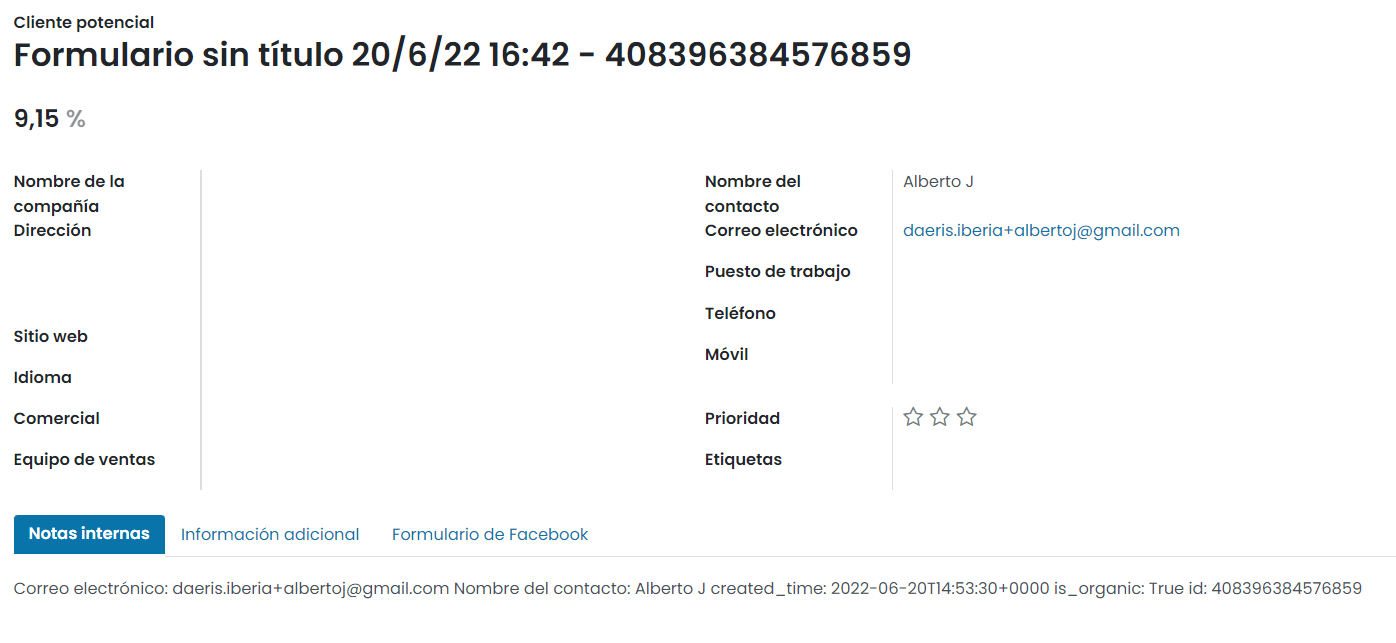 Cliente potencial
Formulario sin título 20/6/22 16:42 - 408396384576859
9,15 %
Nombre de la
compañía
Dirección
Sitio web
Idioma
Comercial
Equipo de ventas
Nombre del
contacto
Alberto J
Correo electrónico
daeris.iberia+albertoj@gmail.com
Puesto de trabajo
Teléfono
Móvil
Prioridad
Etiquetas
Notas internas
Información adicional
Formulario de Facebook
Correo electrónico: daeris.iberia+albertoj@gmail.com Nombre del contacto: Alberto J created_time: 2022-06-20T14:53:30+0000 is_organic: True id: 408396384576859